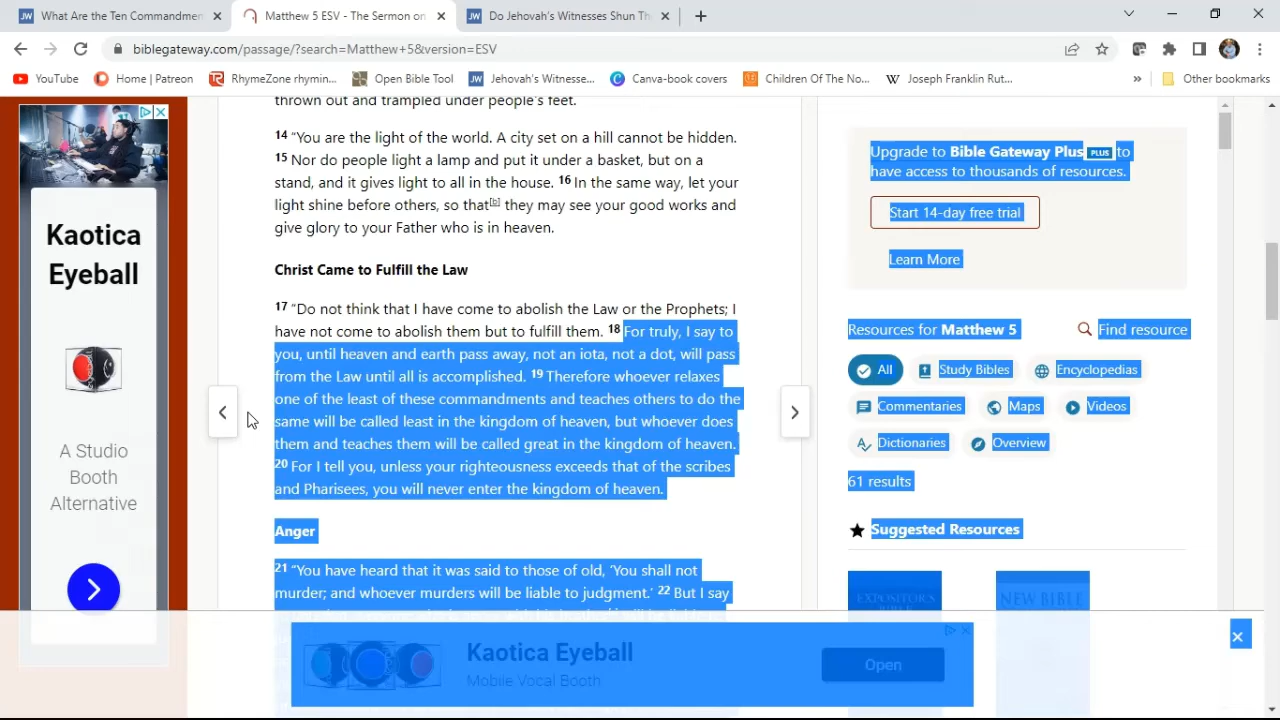 What Are the Ten Commandmen
Matthew 5 ESV - The Sermon on
Do Jehovah's Witnesses Shun Th
biblegateway.com/passage/?search=Matthew+5&version=ESV
YouTube
Home | Patreon
RhymeZone rhymin...
Open Bible Tool
Jehovah's Witnesse...
Canva-book covers
Children Of The No...
Joseph Franklin Rut...
Other bookmarks
thrown out and trampled under people's feet.
14 "You are the light of the world. A city set on a hill cannot be hidden.
15 Nor do people light a lamp and put it under a basket, but on a
stand, and it gives light to all in the house. 16 In the same way, let your
light shine before others, so that[b] they may see your good works and
give glory to your Father who is in heaven.
Christ Came to Fulfill the Law
17 "Do not think that I have come to abolish the Law or the Prophets; I
have not come to abolish them but to fulfill them. 18 For truly, I say to
you, until heaven and earth pass away, not an iota, not a dot, will pass
from the Law until all is accomplished. 19 Therefore whoever relaxes
one of the least of these commandments and teaches others to do the
same will be called least in the kingdom of heaven, but whoever does
them and teaches them will be called great in the kingdom of heaven.
20 For I tell you, unless your righteousness exceeds that of the scribes
and Pharisees, you will never enter the kingdom of heaven.
Anger
21 "You have heard that it was said to those of old, 'You shall not
murder; and whoever murders will be liable to judgment.' 22 But I say
Kaotica
Eyeball
A Studio
Booth
Alternative
Upgrade to Bible Gateway Plus PLUS to
have access to thousands of resources.
Start 14-day free trial
Learn More
Resources for Matthew 5
Find resource
All
Study Bibles
Encyclopedias
Commentaries
Maps
Videos
Dictionaries
Overview
61 results
Suggested Resources
EXPOSITOR'S
BIBLE
NEW BIBLE
Kaotica Eyeball
Mobile Vocal Booth
Open